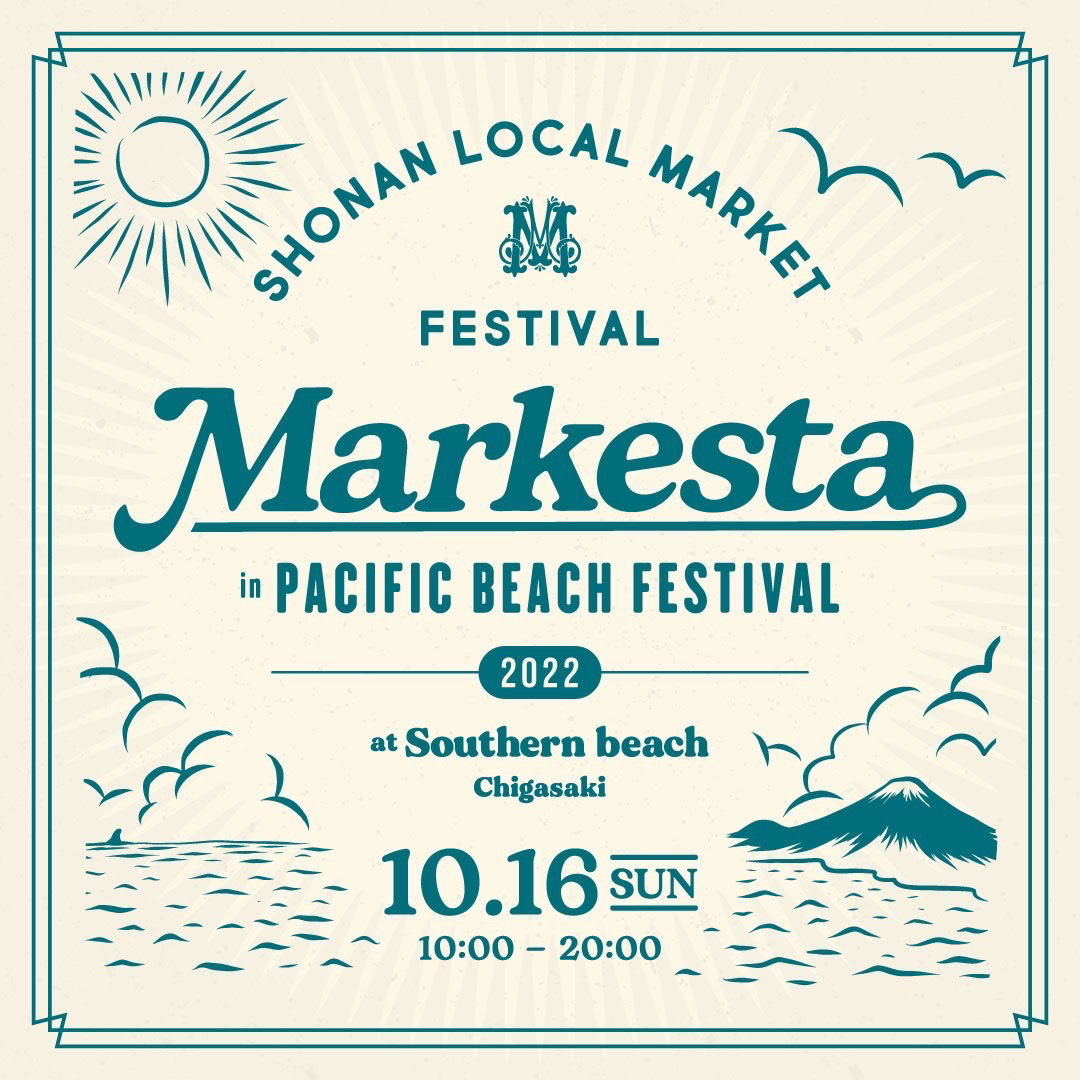 SHONAN LOCAL MARKET
M
FESTIVAL
Markesta
in PACIFIC BEACH FESTIVAL
2022
at Southern beach
Chigasaki
10.16 SUN
10:00 – 20:00